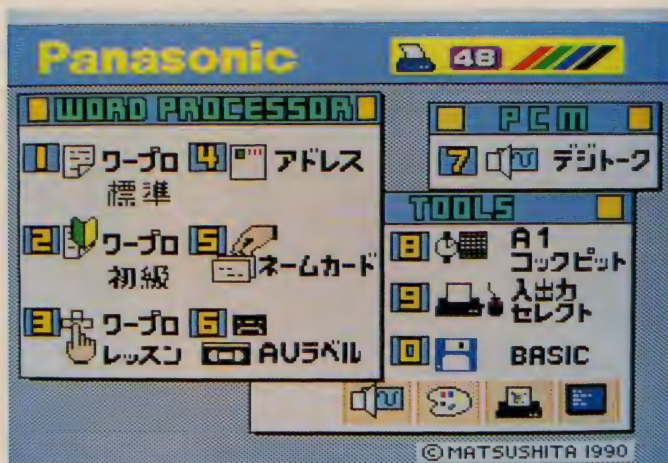 Panasonic
48
WORD PROCESSOR
1 ワープロ
標準
2 ワープロ
初級
3 ワープロ
レッスン
4 アドレス
5 ネームカード
6 AUラベル
PCM
7 デジトーク
TOOLS
8 A1
コックピット
9 入出力
セレクト
0 BASIC
©MATSUSHITA 1990